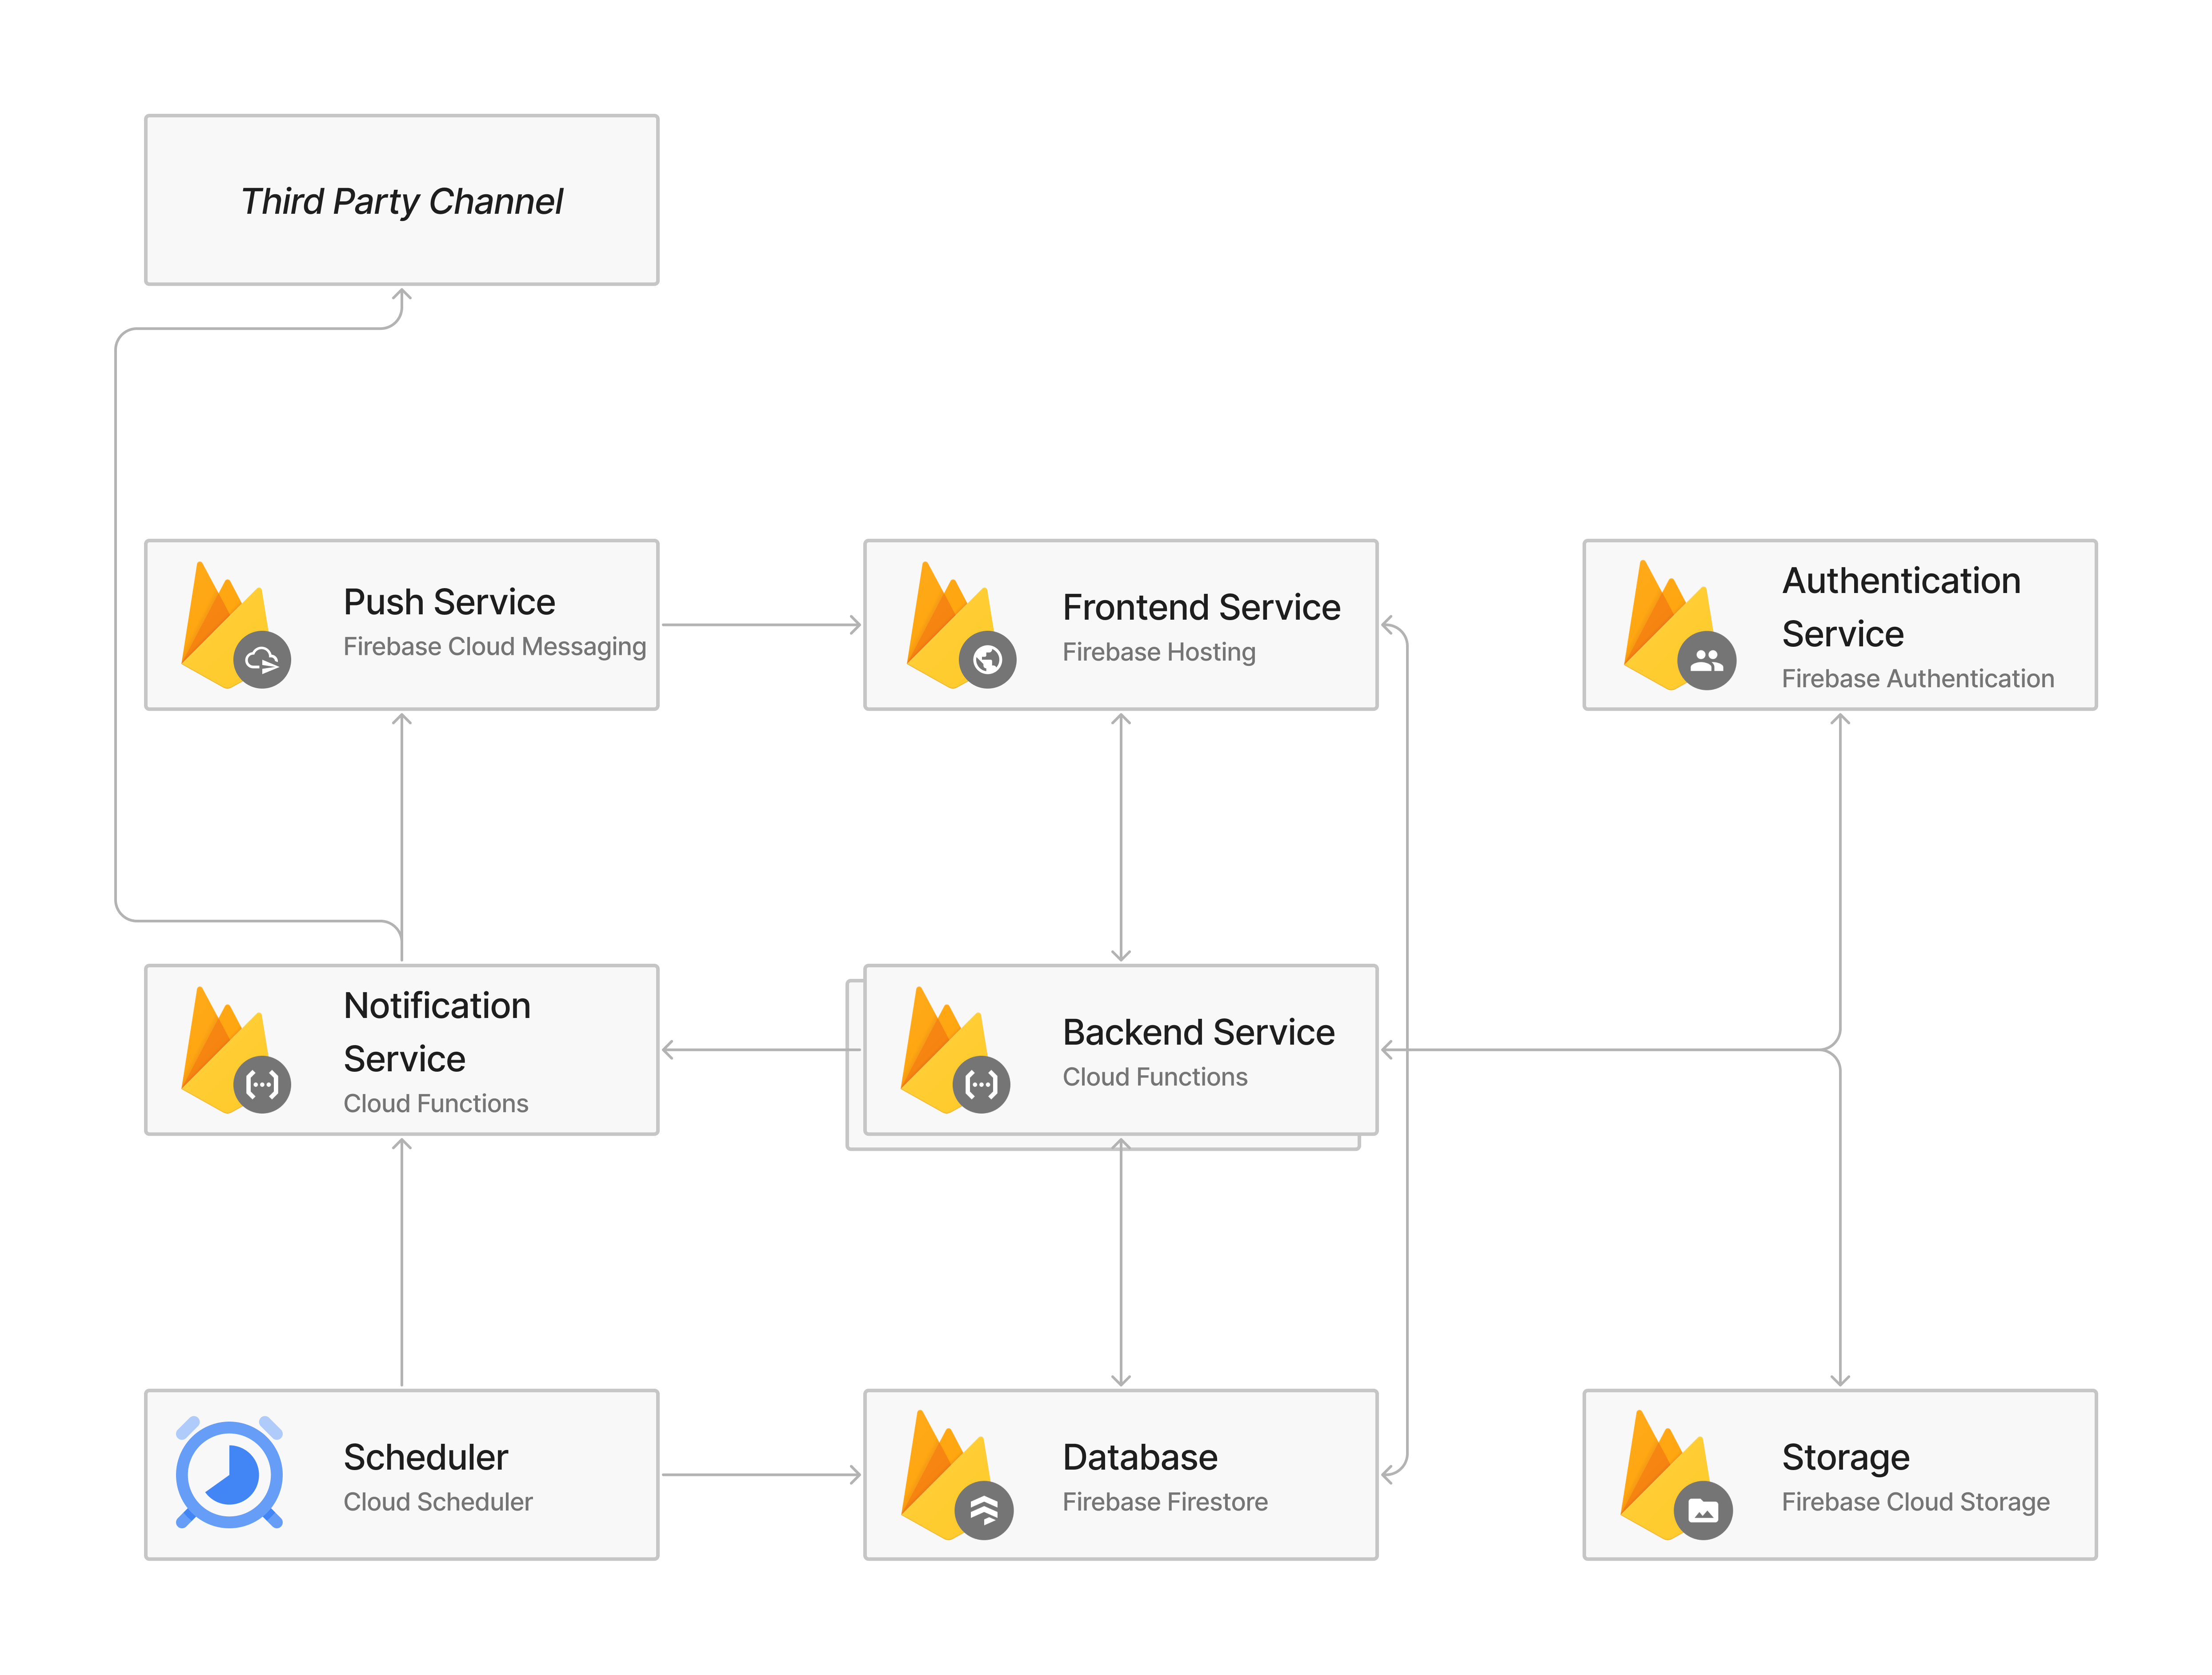 Third Party Channel
Push Service
Firebase Cloud Messaging
Frontend Service
Firebase Hosting
Authentication
Service
Firebase Authentication
Notification
Service
Cloud Functions
Backend Service
Cloud Functions
Scheduler
Cloud Scheduler
Database
Firebase Firestore
Storage
Firebase Cloud Storage